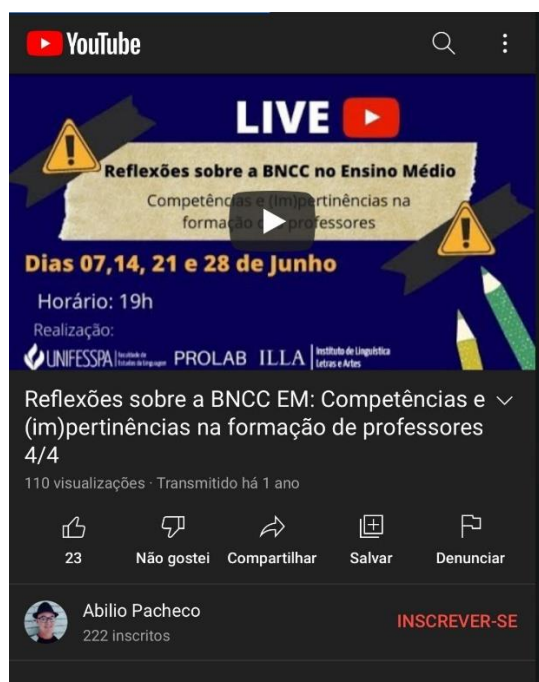 YouTube
LIVE
Reflexões sobre a BNCC no Ensino Médio
Competências e (Im)pertinências na
formação de professores
Dias 07,14, 21 e 28 de Junho
Horário: 19h
Realização:
UNIFESSPA PROLAB ILLA Instituto de Linguística
Letras e Artes
Reflexões sobre a BNCC EM: Competências e
(im)pertinências na formação de professores
4/4
110 visualizações · Transmitido há 1 ano
23 Não gostei Compartilhar Salvar Denunciar
Abilio Pacheco
222 inscritos
INSCREVER-SE